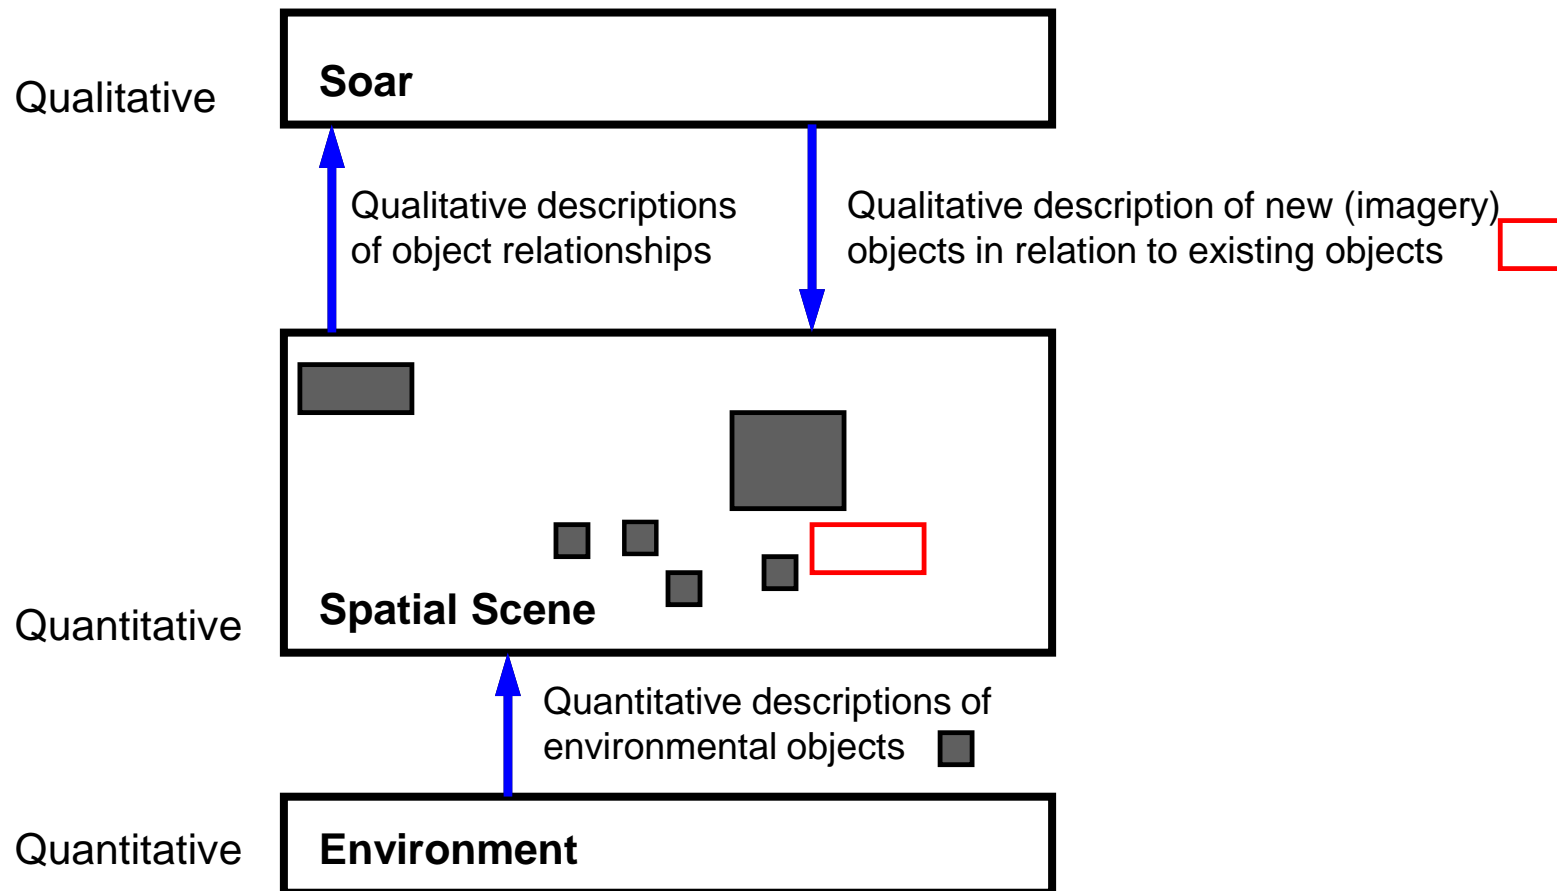 Soar
Qualitative
Qualitative descriptions
of object relationships
Qualitative description of new (imagery)
objects in relation to existing objects
Spatial Scene
Quantitative
Quantitative descriptions of
environmental objects
Quantitative
Environment